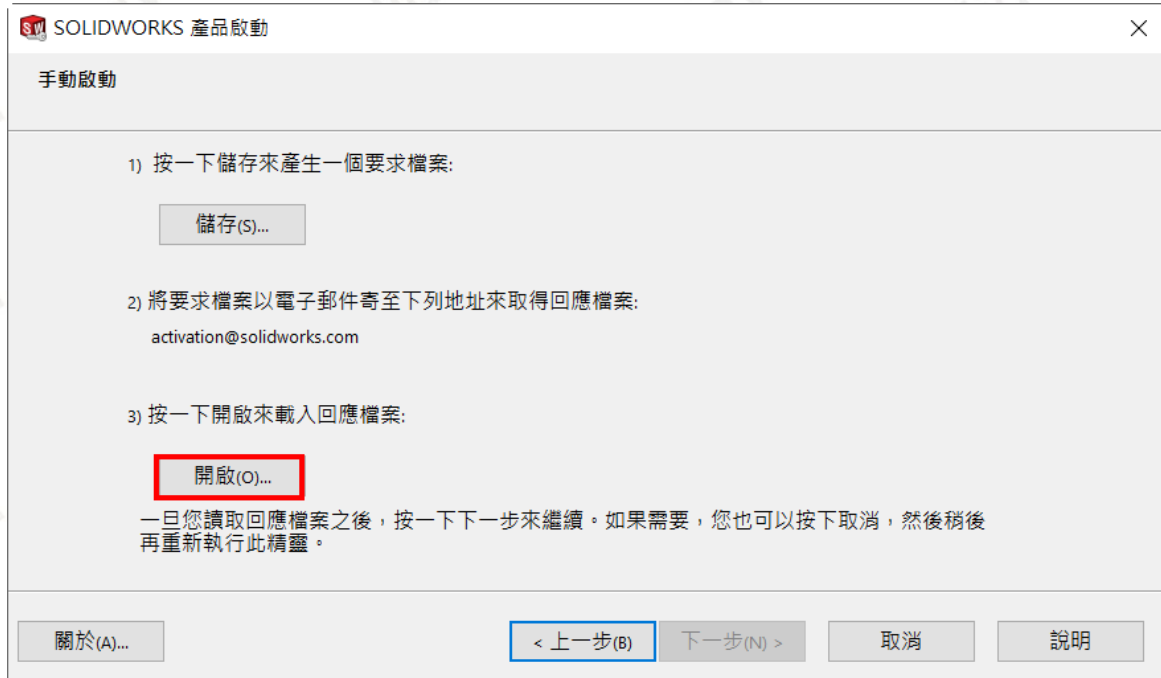 SOLIDWORKS 產品啟動
手動啟動
1) 按一下儲存來產生一個要求檔案:
儲存(S)...
2) 將要求檔案以電子郵件寄至下列地址來取得回應檔案:
activation@solidworks.com
3) 按一下開啟來載入回應檔案:
開啟(O)...
一旦您讀取回應檔案之後，按一下下一步來繼續。如果需要，您也可以按下取消，然後稍後
再重新執行此精靈。
關於(A)... < 上一步(B) 下一步(N) > 取消 說明